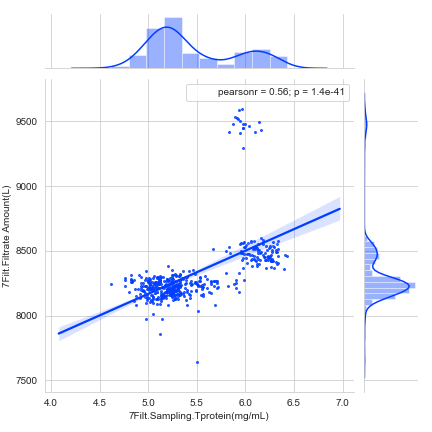 pearsonr = 0.56; p = 1.4e-41
9500
9000
8500
8000
7500
7Filt.Filtrate Amount(L)
4.0 4.5 5.0 5.5 6.0 6.5 7.0
7Filt.Sampling.Tprotein(mg/mL)